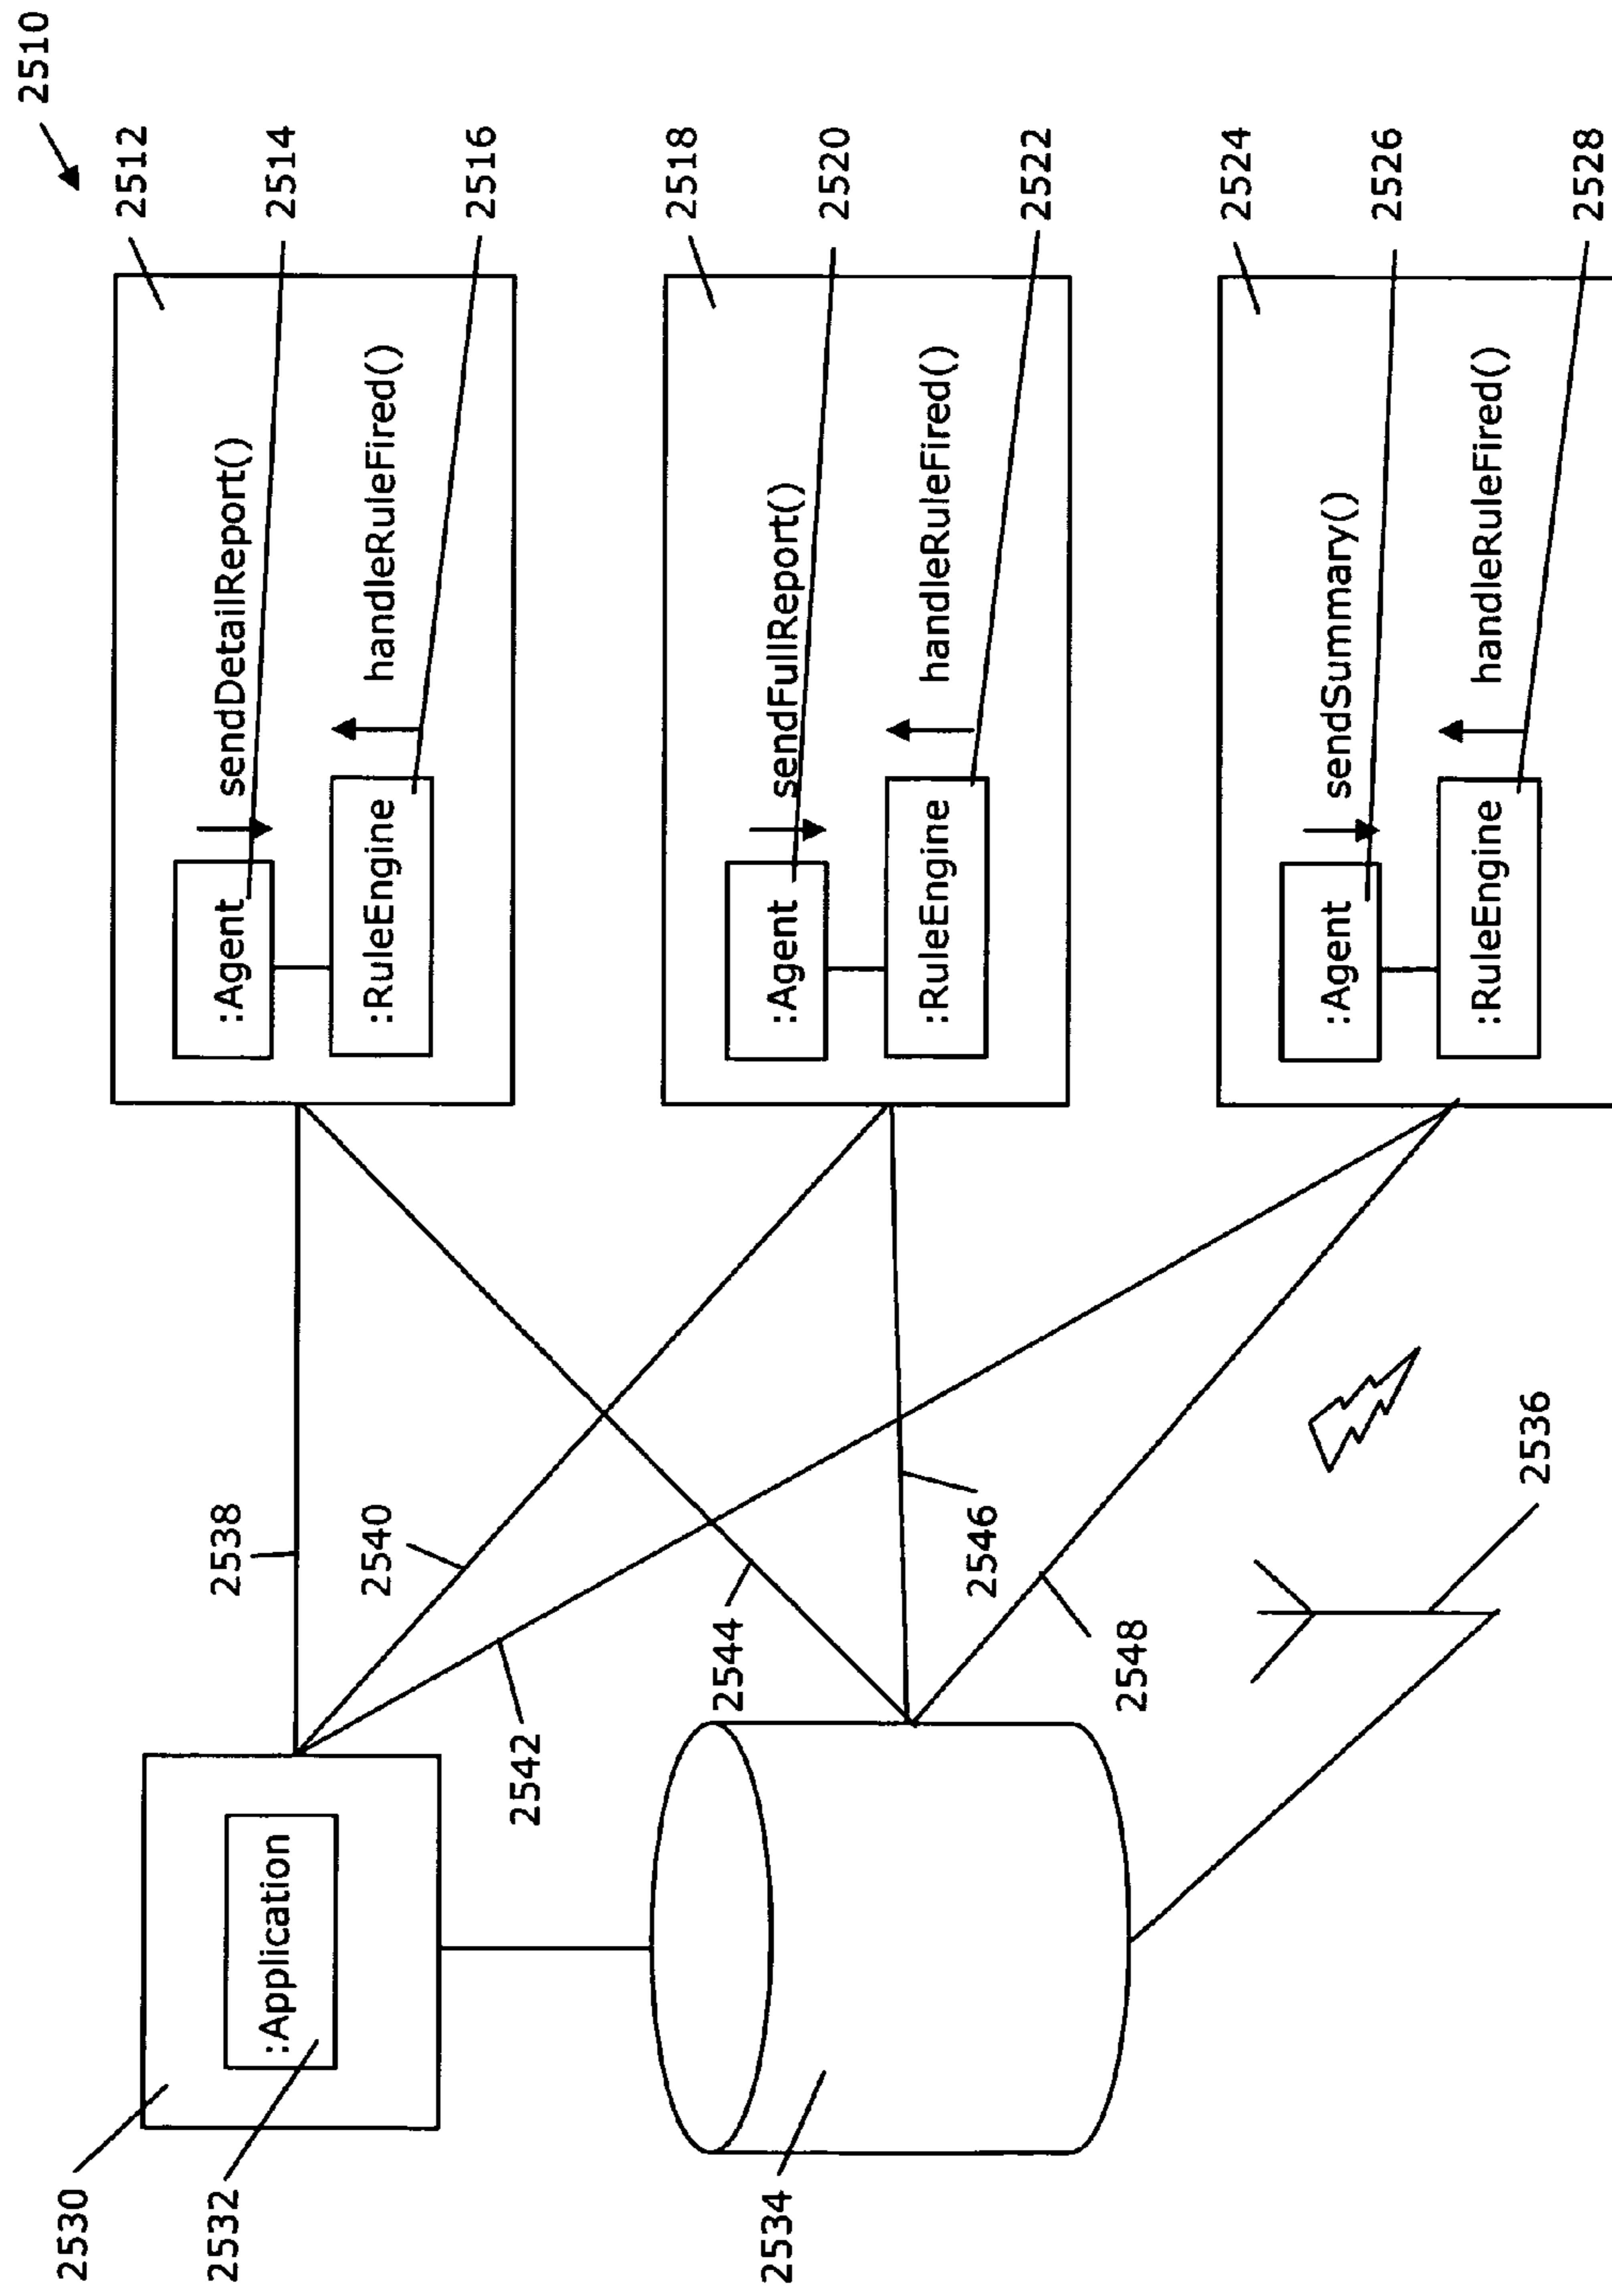 2510
2512
2514
2516
2518
2520
2522
2524
2526
2528
:Agent
sendDetailReport()
:RuleEngine
handleRuleFired()
:Agent
sendFullReport()
:RuleEngine
handleRuleFired()
:Agent
sendSummary()
:RuleEngine
handleRuleFired()
2538
2540
2542
2544
2546
2548
2536
:Application
2530
2532
2534